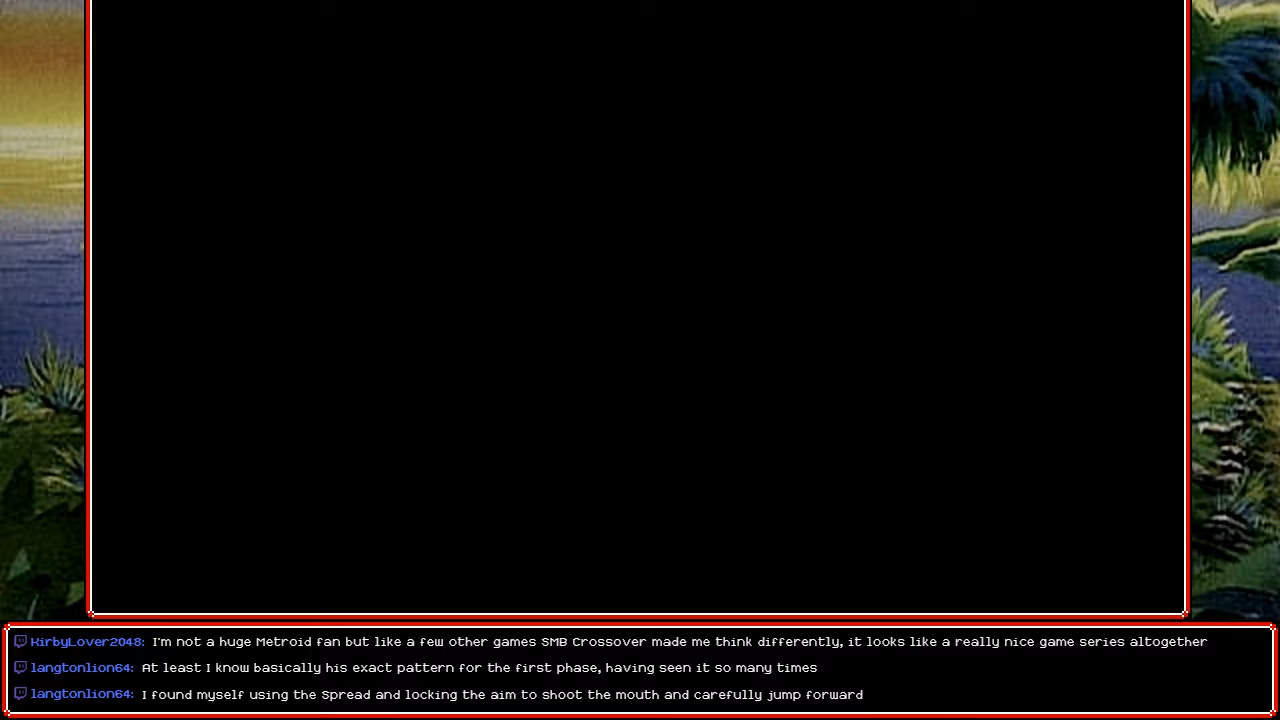 KirbyLover2048: I'm not a huge Metroid fan but like a few other games SMB Crossover made me think differently, it looks like a really nice game series altogether
langtonlion64: At least I know basically his exact pattern for the first phase, having seen it so many times
langtonlion64: I found myself using the Spread and locking the aim to shoot the mouth and carefully jump forward